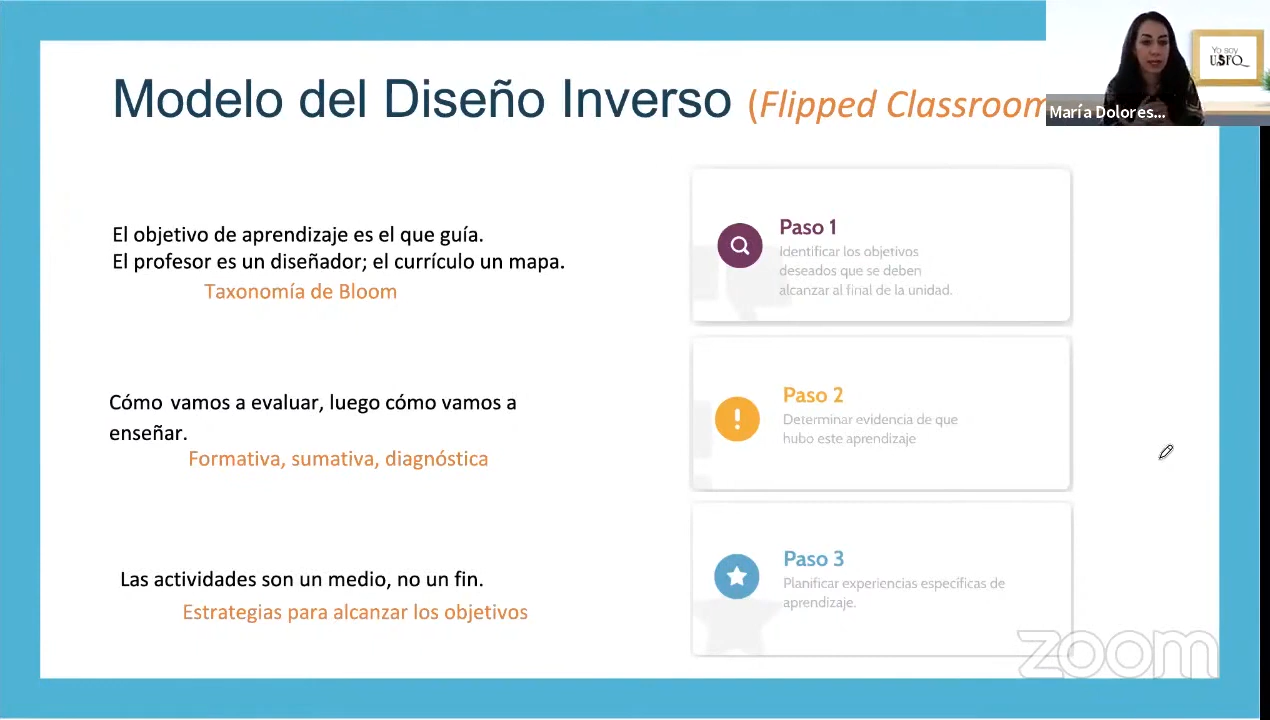 Modelo del Diseño Inverso (Flipped Classroom
Yo soy
USFQ
María Dolores...
El objetivo de aprendizaje es el que guía.
El profesor es un diseñador; el currículo un mapa.
Taxonomía de Bloom
Paso 1
Identificar los objetivos
deseados que se deben
alcanzar al final de la unidad.
Cómo vamos a evaluar, luego cómo vamos a
enseñar.
Formativa, sumativa, diagnóstica
Paso 2
Determinar evidencia de que
hubo este aprendizaje
Las actividades son un medio, no un fin.
Estrategias para alcanzar los objetivos
Paso 3
Planificar experiencias específicas de
aprendizaje.
zoom